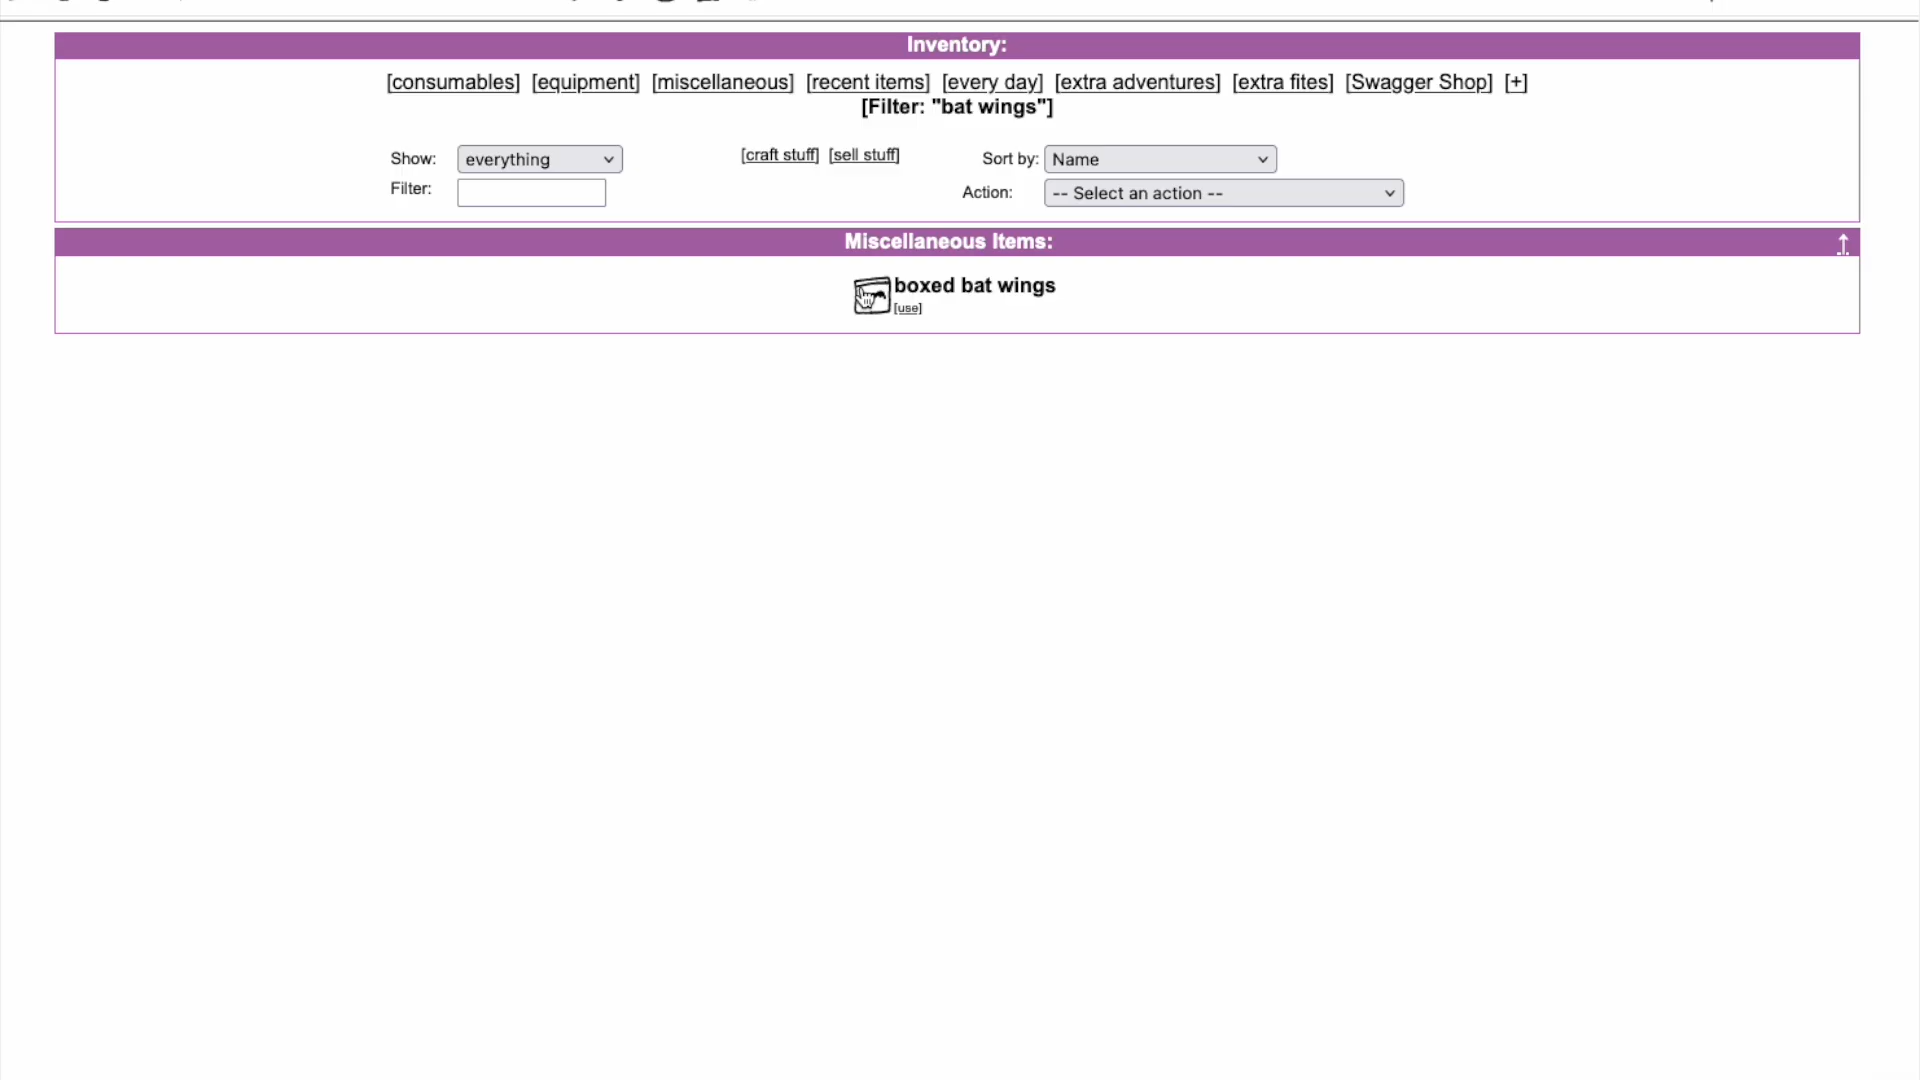 Inventory:
[consumables] [equipment] [miscellaneous] [recent items] [every day] [extra adventures] [extra fites] [Swagger Shop] [+]
[Filter: "bat wings"]
Show: everything [craft stuff] [sell stuff] Sort by: Name
Filter: Action: -- Select an action --
Miscellaneous Items:
boxed bat wings
[use]